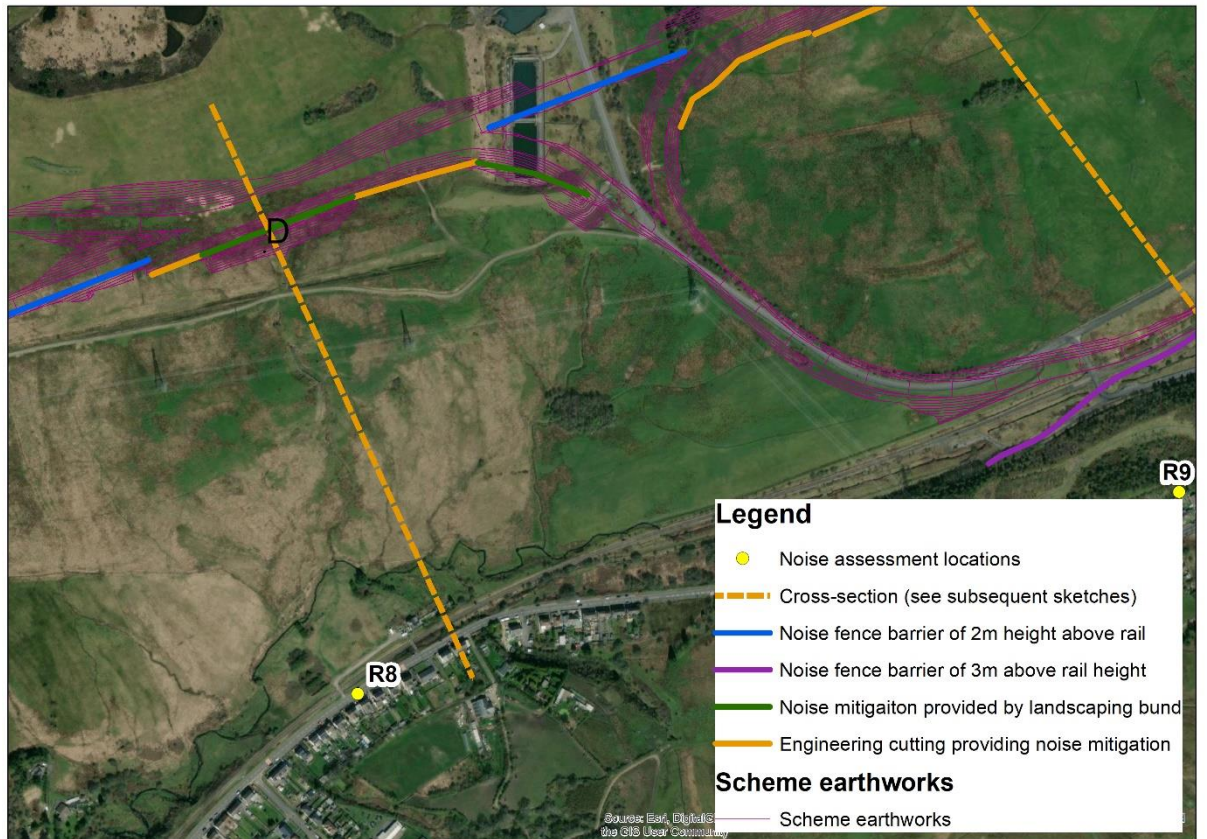 D
R9
R8
Legend
Noise assessment locations
Cross-section (see subsequent sketches)
Noise fence barrier of 2m height above rail
Noise fence barrier of 3m above rail height
Noise mitigaiton provided by landscaping bund
Engineering cutting providing noise mitigation
Scheme earthworks
Scheme earthworks
Source: Esri, DigitalG
the GIS User Community